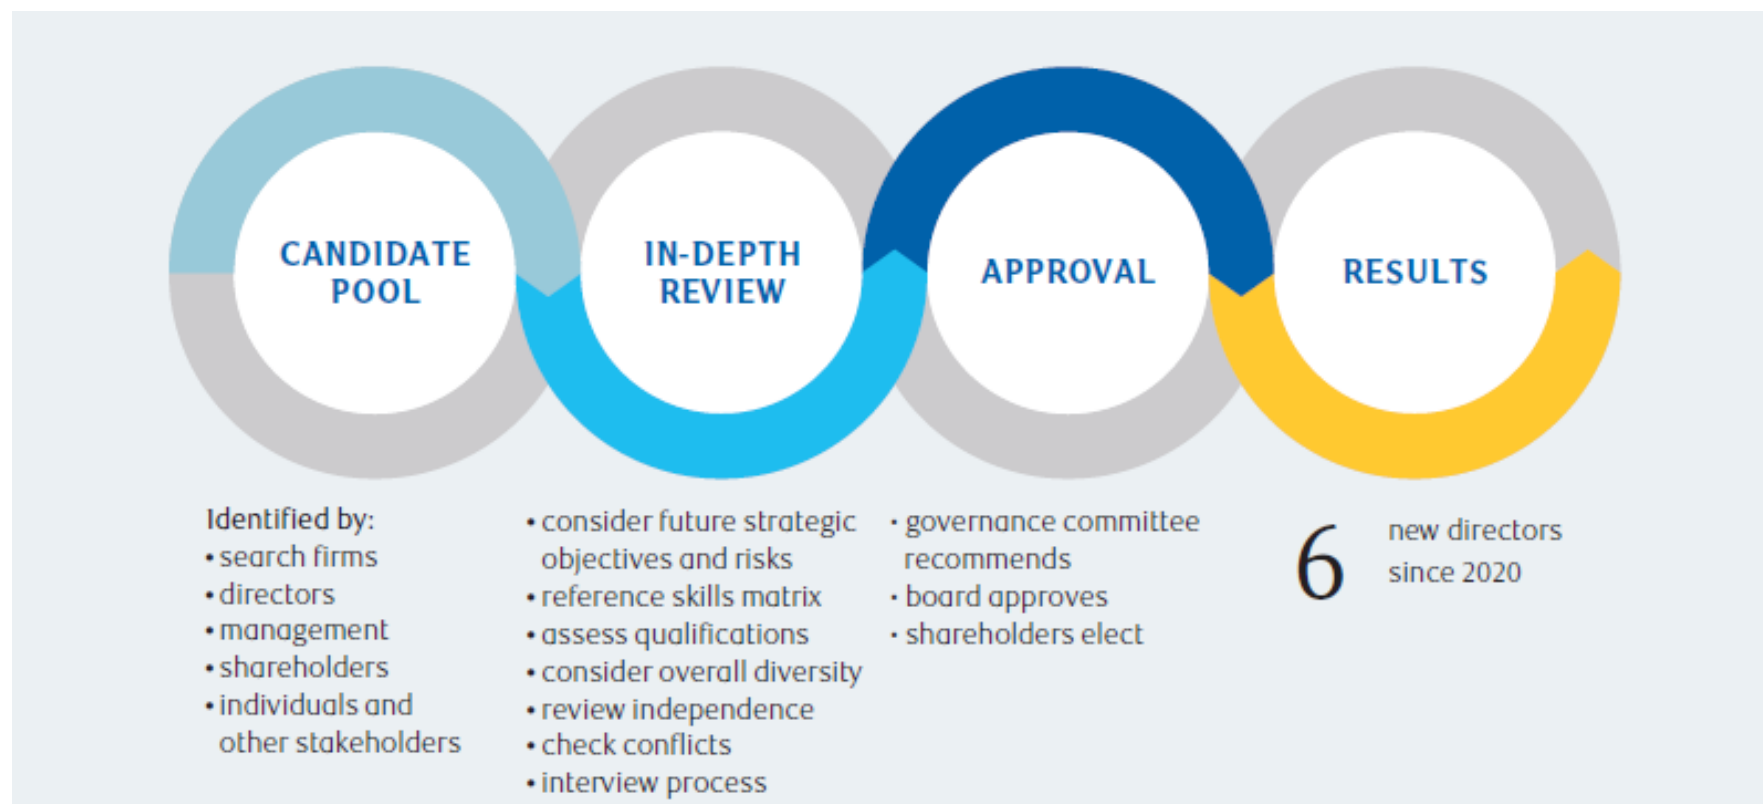 CANDIDATE
POOL
IN-DEPTH
REVIEW
APPROVAL
RESULTS
Identified by:
• search firms
• directors
• management
• shareholders
• individuals and
other stakeholders
• consider future strategic
objectives and risks
• reference skills matrix
• assess qualifications
• consider overall diversity
• review independence
• check conflicts
• interview process
· governance committee
recommends
· board approves
· shareholders elect
6
new directors
since 2020